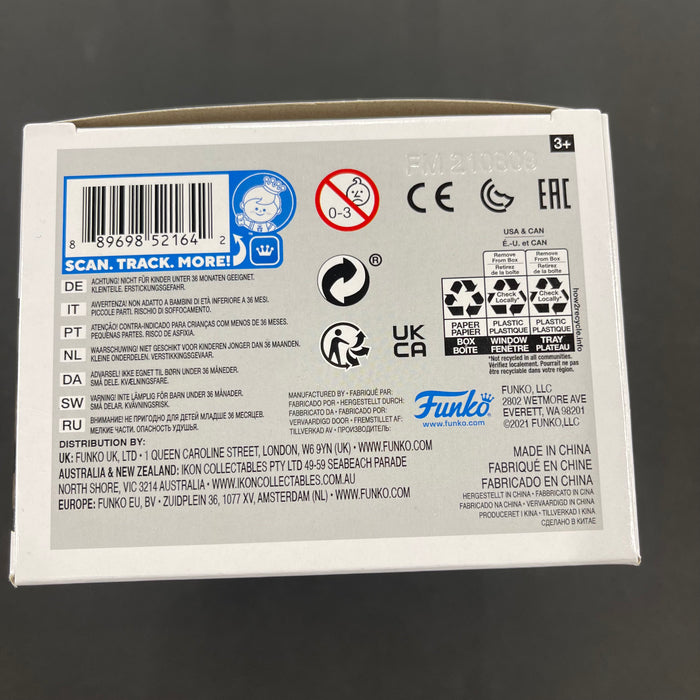 FM 210809
3+
8 89698 52164 2
SCAN. TRACK. MORE!
0-3
CE
EAC
®
UK
CA
USA & CAN
É.-U. et CAN
PAPER
PAPIER
BOX
BOÎTE
Remove
From Box
Retirez
de la boîte
Check
Locally*
PLASTIC
PLASTIQUE
WINDOW
FENÊTRE
Remove
From Box
Retirez
de la boîte
Check
Locally*
PLASTIC
PLASTIQUE
TRAY
PLATEAU
*Not recycled in all communities.
Vérifiez localement. Peut-être
recyclable dans votre région.
how2recycle.info
DE ACHTUNG! NICHT FÜR KINDER UNTER 36 MONATEN GEEIGNET.
KLEINTEILE. ERSTICKUNGSGEFAHR.
IT AVVERTENZA! NON ADATTO A BAMBINI DI ETÀ INFERIORE A 36 MESI.
PICCOLE PARTI. RISCHIO DI SOFFOCAMENTO.
PT ATENÇÃO! CONTRA-INDICADO PARA CRIANÇAS COM MENOS DE 36 MESES.
PEQUENAS PARTES. RISCO DE ASFIXIA.
NL WAARSCHUWING! NIET GESCHIKT VOOR KINDEREN JONGER DAN 36 MAANDEN.
KLEINE ONDERDELEN. VERSTIKKINGSGEVAAR.
DA ADVARSEL! IKKE EGNET TIL BØRN UNDER 36 MÅNEDER.
SMÅ DELE. KVÆLNINGSFARE.
SW VARNING! INTE LÄMPLIG FÖR BARN UNDER 36 MÅNADER.
SMÅ DELAR. KVÄVNINGSRISK.
RU ВНИМАНИЕ! НЕ ПРИГОДНО ДЛЯ ДЕТЕЙ МЛАДШЕ 36 МЕСЯЦЕВ.
МЕЛКИЕ ЧАСТИ. ОПАСНОСТЬ УДУШЬЯ.
MANUFACTURED BY • FABRIQUÉ PAR:
FABRICADO POR • HERGESTELLT DURCH:
FABBRICATO DA • FABRICADO POR:
VERVAARDIGD DOOR • FREMSTILLET AF:
TILLVERKAD AV • ПРОИЗВОДИТЕЛЬ:
Funko
www.funko.com
FUNKO, LLC
2802 WETMORE AVE
EVERETT, WA 98201
©2021 FUNKO,LLC
DISTRIBUTION BY:
UK: FUNKO UK, LTD • 1 QUEEN CAROLINE STREET, LONDON, W6 9YN (UK) • WWW.FUNKO.COM
AUSTRALIA & NEW ZEALAND: IKON COLLECTABLES PTY LTD 49-59 SEABEACH PARADE
NORTH SHORE, VIC 3214 AUSTRALIA • WWW.IKONCOLLECTABLES.COM.AU
EUROPE: FUNKO EU, BV • ZUIDPLEIN 36, 1077 XV, AMSTERDAM (NL) • WWW.FUNKO.COM
MADE IN CHINA
FABRIQUÉ EN CHINE
FABRICADO EN CHINA
HERGESTELLT IN CHINA • FABBRICATO IN CINA
FABRICADO NA CHINA • VERVAARDIGD IN CHINA
PRODUCERET I KINA • TILLVERKAD I KINA
СДЕЛАНО В КИТАЕ